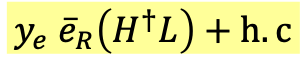 yₑ ēR(H†L) + h.c